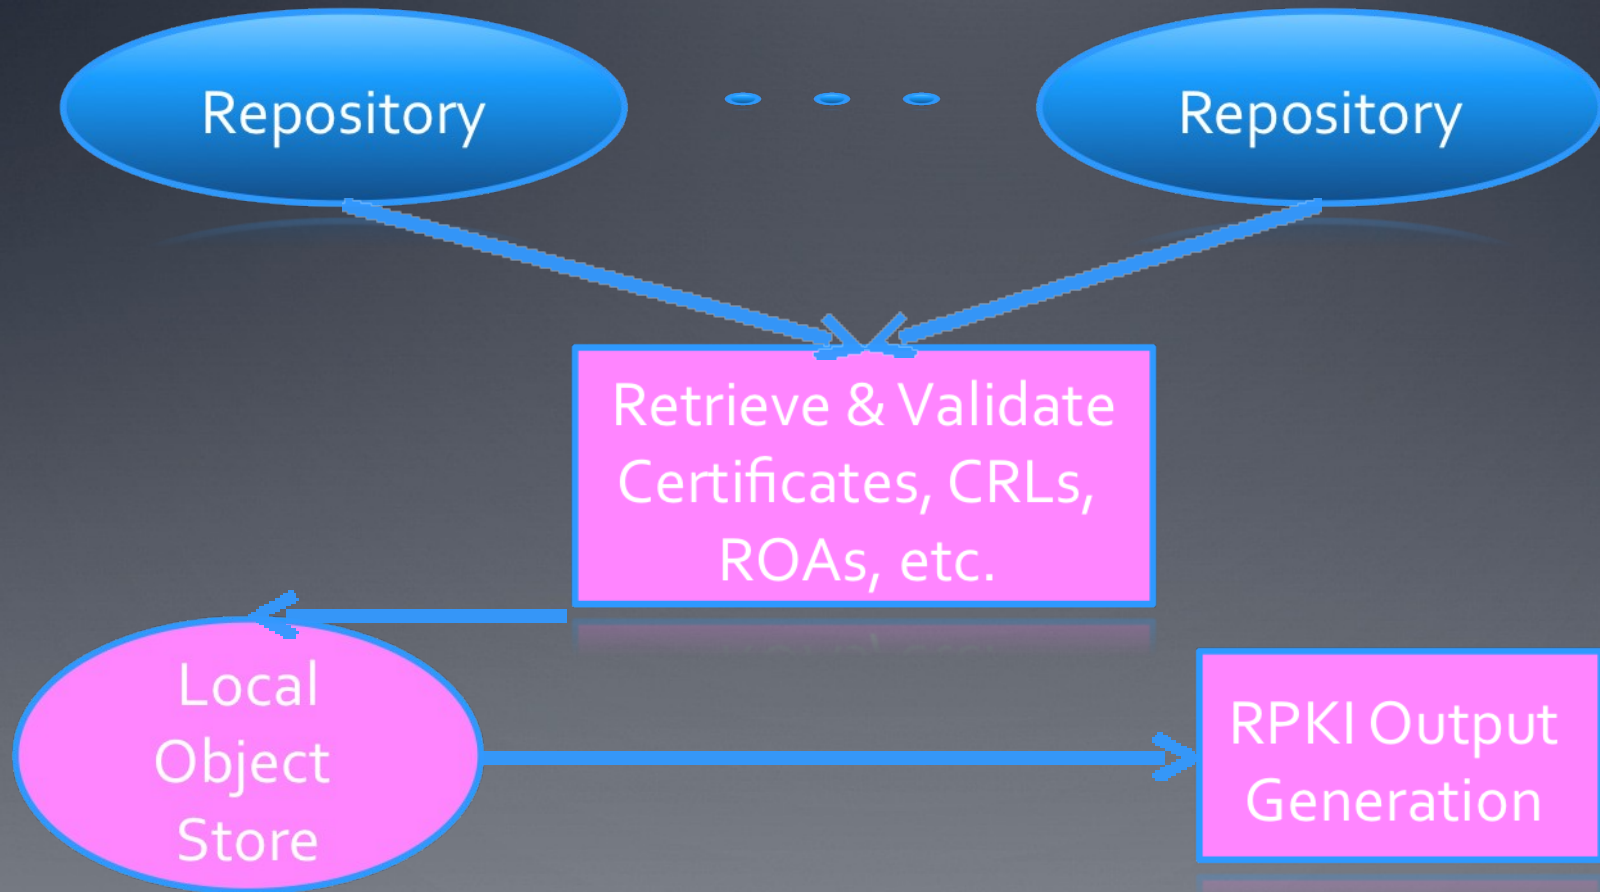 Repository
Repository
Retrieve & Validate
Certificates, CRLs,
ROAs, etc.
Local
Object
Store
RPKI Output
Generation